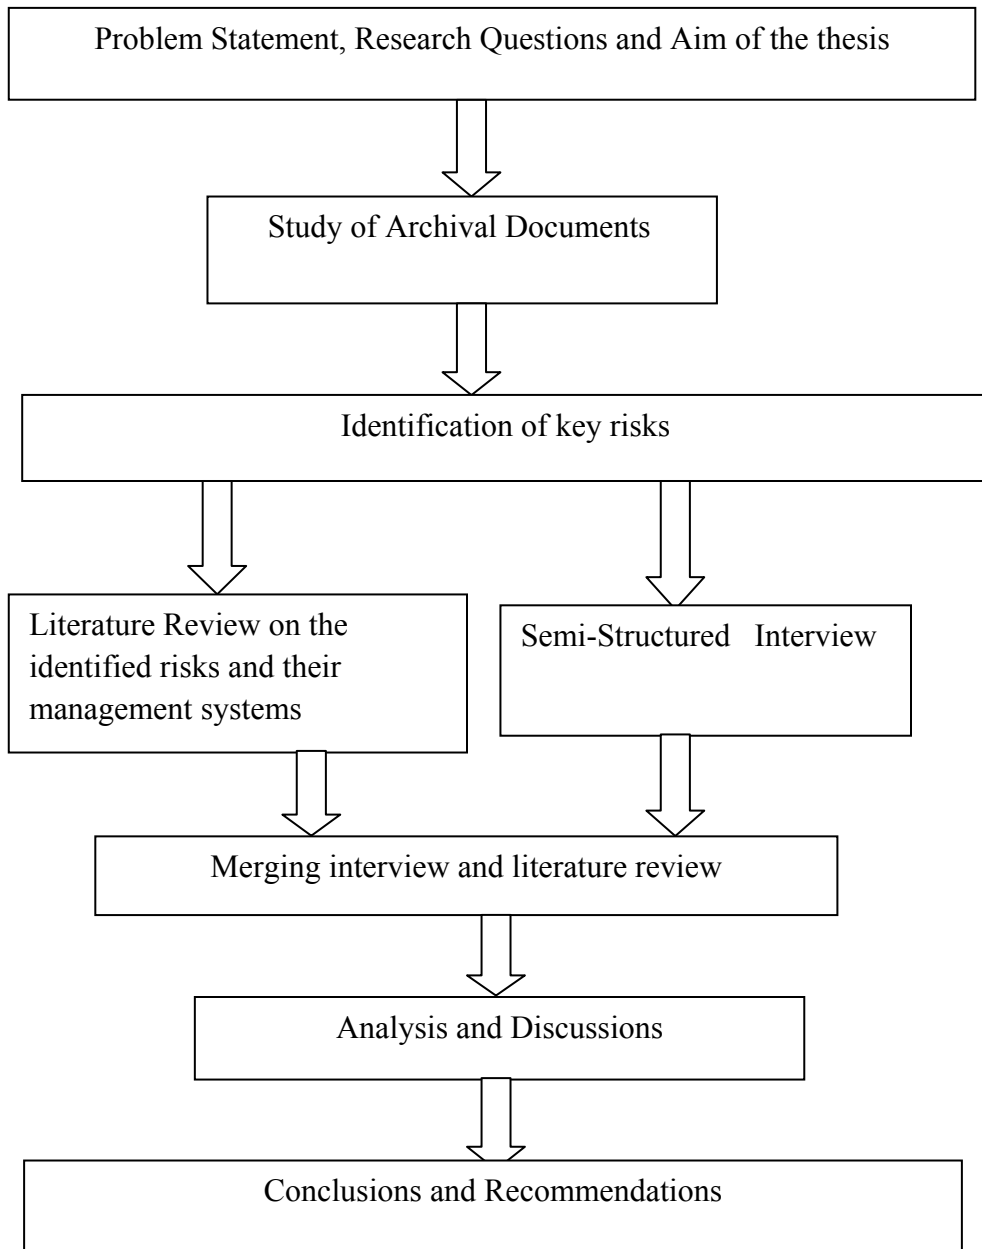 Problem Statement, Research Questions and Aim of the thesis
Study of Archival Documents
Identification of key risks
Literature Review on the
identified risks and their
management systems
Semi-Structured Interview
Merging interview and literature review
Analysis and Discussions
Conclusions and Recommendations